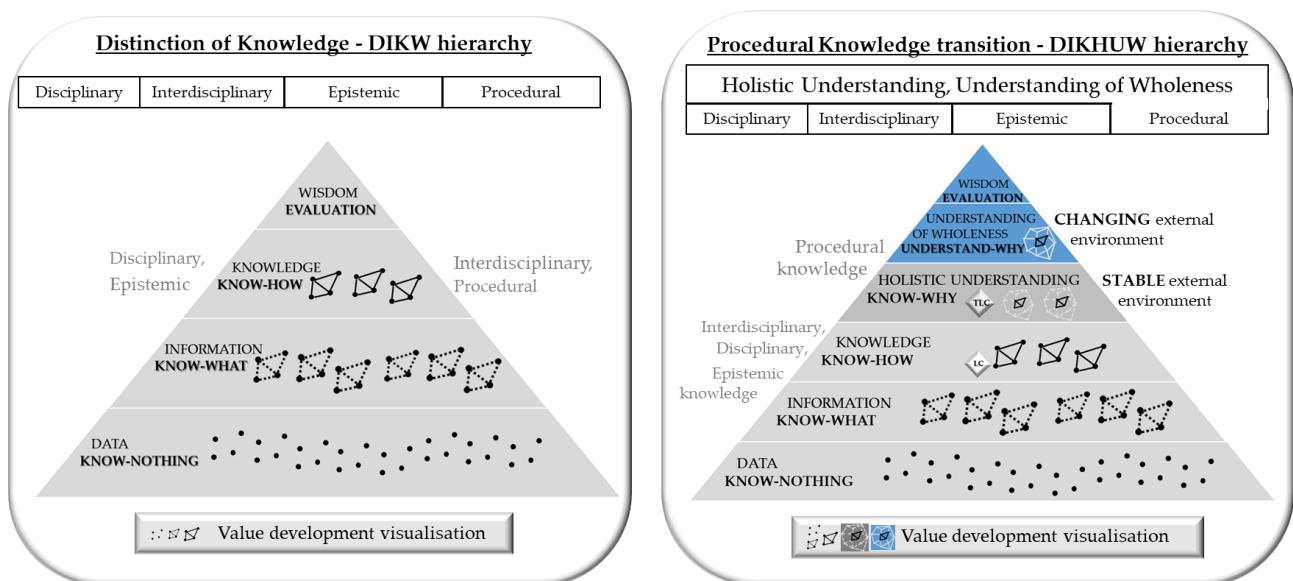 Distinction of Knowledge - DIKW hierarchy
Disciplinary Interdisciplinary Epistemic Procedural
WISDOM
EVALUATION
Disciplinary,
Epistemic
KNOWLEDGE
KNOW-HOW
Interdisciplinary,
Procedural
INFORMATION
KNOW-WHAT
DATA
KNOW-NOTHING
Value development visualisation
Procedural Knowledge transition - DIKHUW hierarchy
Holistic Understanding, Understanding of Wholeness
Disciplinary Interdisciplinary Epistemic Procedural
WISDOM
EVALUATION
UNDERSTANDING
OF WHOLENESS
UNDERSTAND-WHY
CHANGING external
environment
Procedural
knowledge
HOLISTIC UNDERSTANDING
KNOW-WHY
TLC
STABLE external
environment
Interdisciplinary,
Disciplinary,
Epistemic
knowledge
KNOWLEDGE
KNOW-HOW
LC
INFORMATION
KNOW-WHAT
DATA
KNOW-NOTHING
Value development visualisation